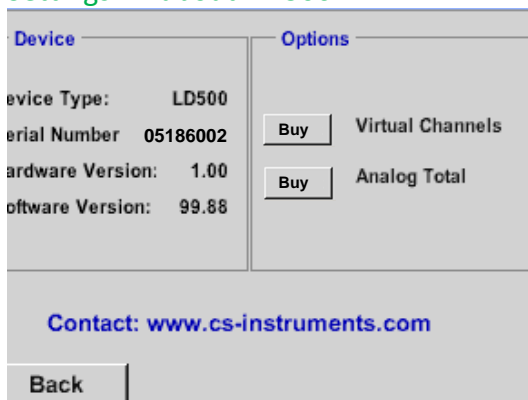 Device
Options
evice Type: LD500
erial Number 05186002
ardware Version: 1.00
oftware Version: 99.88
Buy Virtual Channels
Buy Analog Total
Contact: www.cs-instruments.com
Back